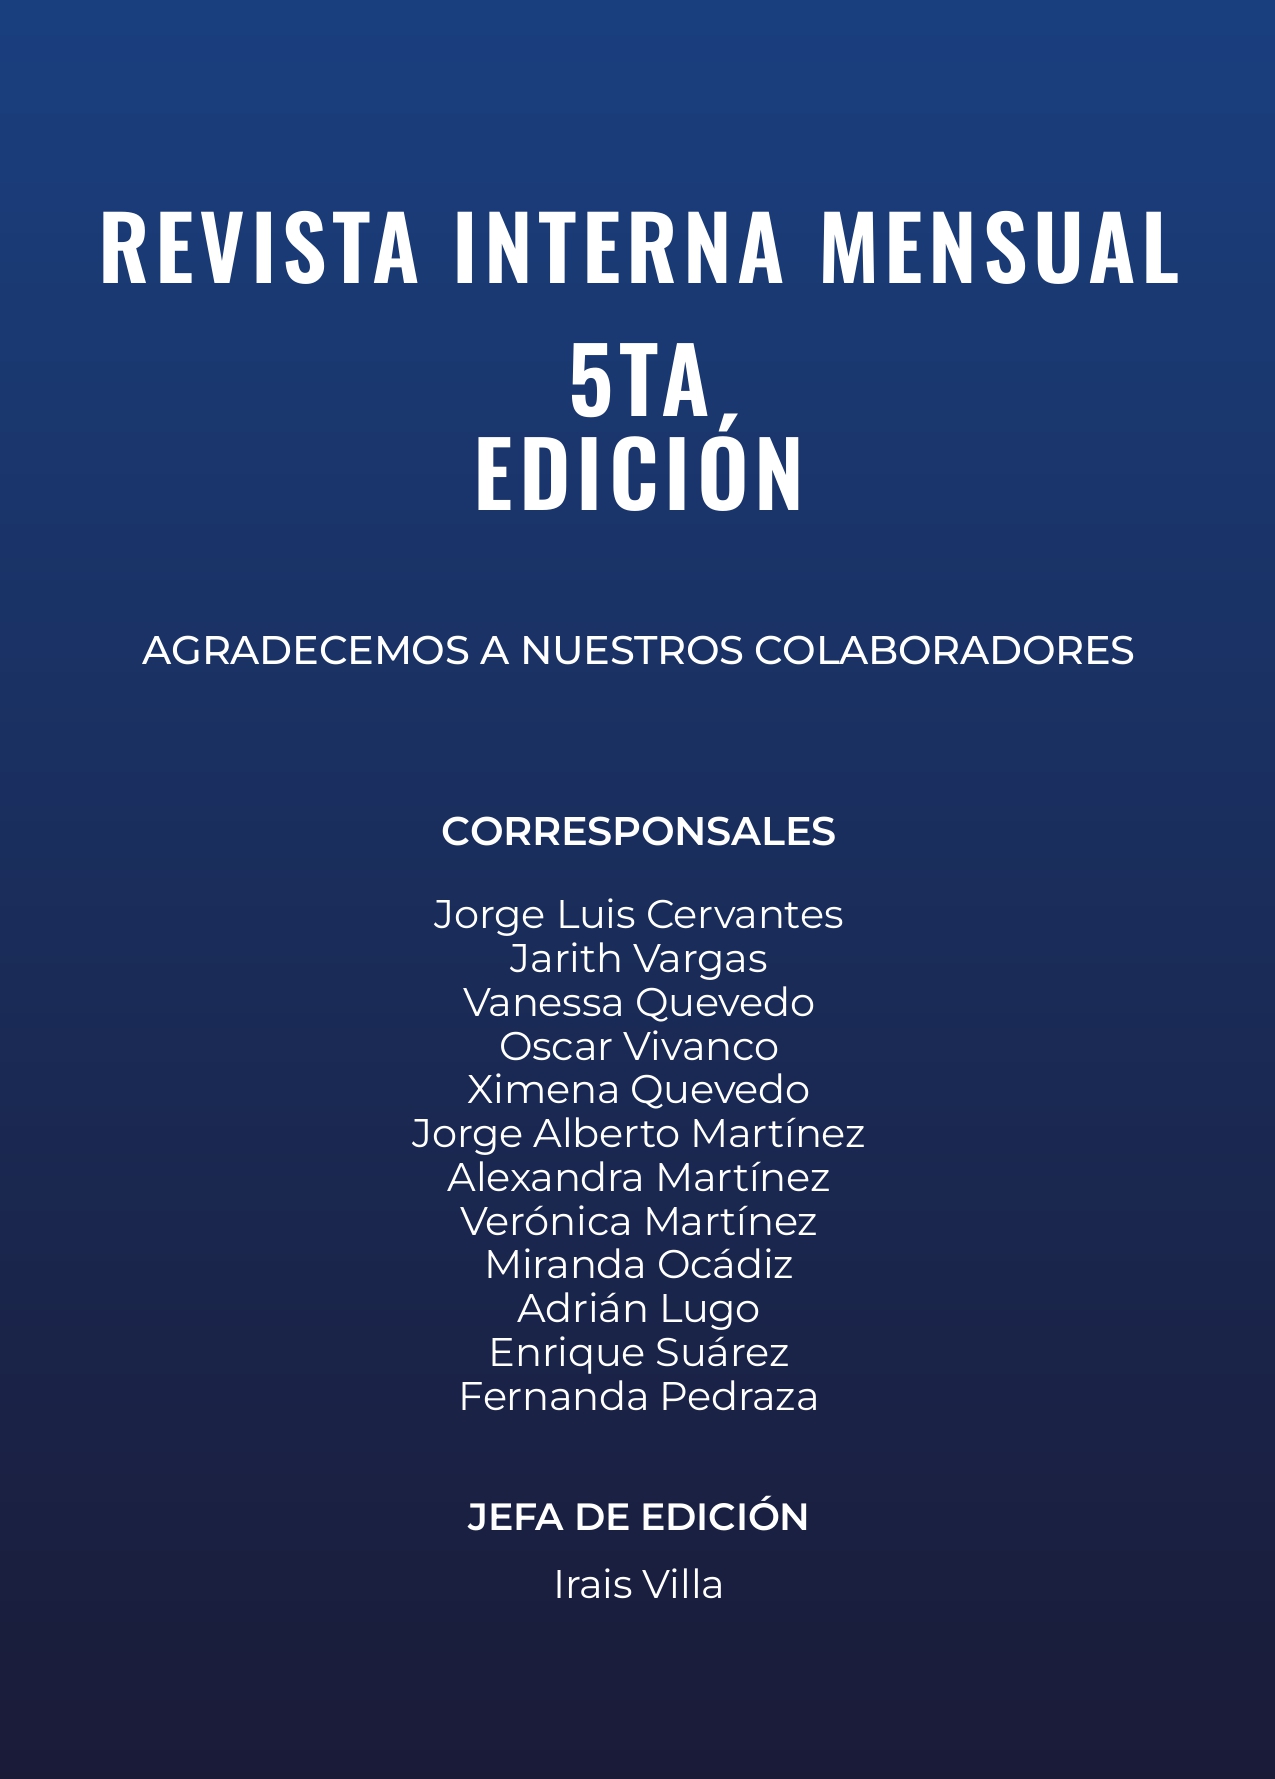 REVISTA INTERNA MENSUAL
5TA
EDICIÓN
AGRADECEMOS A NUESTROS COLABORADORES
CORRESPONSALES
Jorge Luis Cervantes
Jarith Vargas
Vanessa Quevedo
Oscar Vivanco
Ximena Quevedo
Jorge Alberto Martínez
Alexandra Martínez
Verónica Martínez
Miranda Ocádiz
Adrián Lugo
Enrique Suárez
Fernanda Pedraza
JEFA DE EDICIÓN
Irais Villa